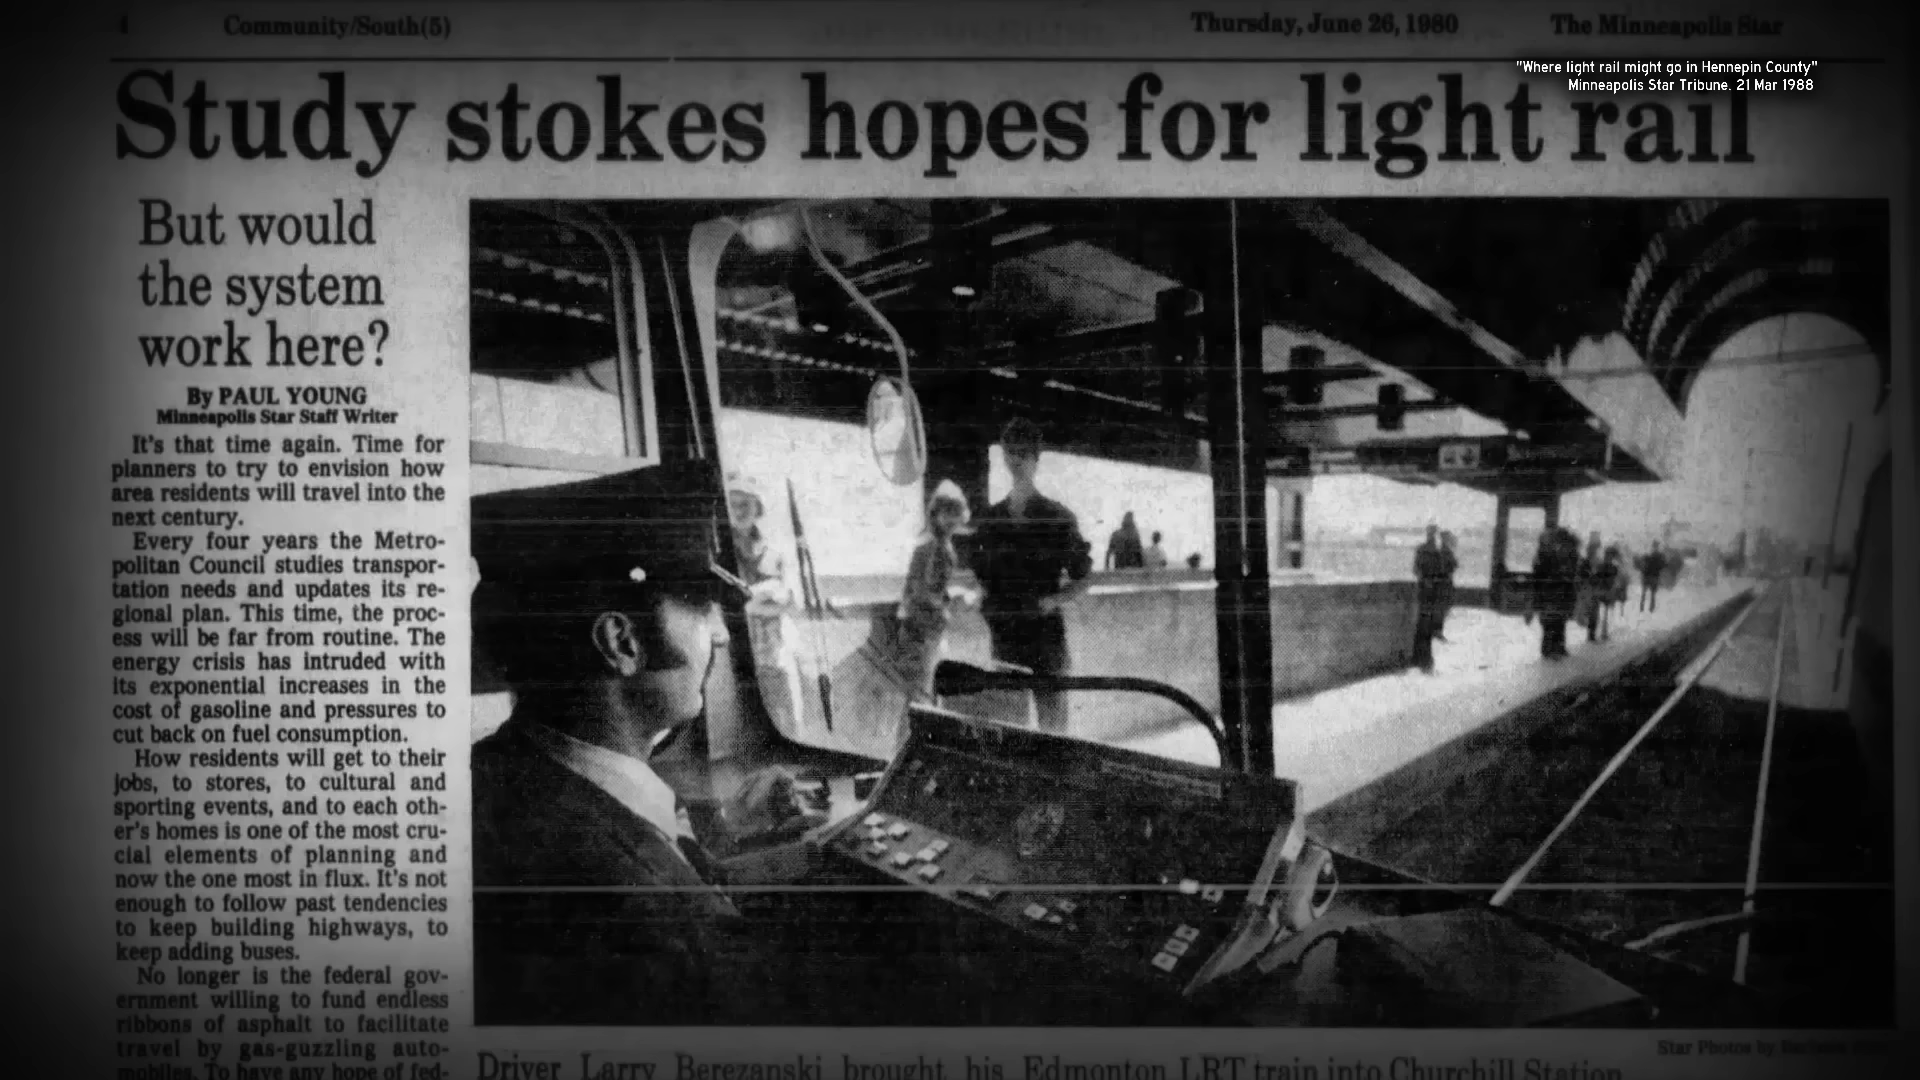 4 Community/South(5) Thursday, June 26, 1980 The Minneapolis Star
"Where light rail might go in Hennepin County"
Minneapolis Star Tribune. 21 Mar 1988
Study stokes hopes for light rail
But would
the system
work here?
By PAUL YOUNG
Minneapolis Star Staff Writer
It's that time again. Time for
planners to try to envision how
area residents will travel into the
next century.
Every four years the Metro-
politan Council studies transpor-
tation needs and updates its re-
gional plan. This time, the proc-
ess will be far from routine. The
energy crisis has intruded with
its exponential increases in the
cost of gasoline and pressures to
cut back on fuel consumption.
How residents will get to their
jobs, to stores, to cultural and
sporting events, and to each oth-
er's homes is one of the most cru-
cial elements of planning and
now the one most in flux. It's not
enough to follow past tendencies
to keep building highways, to
keep adding buses.
No longer is the federal gov-
ernment willing to fund endless
ribbons of asphalt to facilitate
travel by gas-guzzling auto-
mobiles. To have any hope of fed-
Star Photos by
Driver Larry Berezanski brought his Edmonton LRT train into Churchill Station